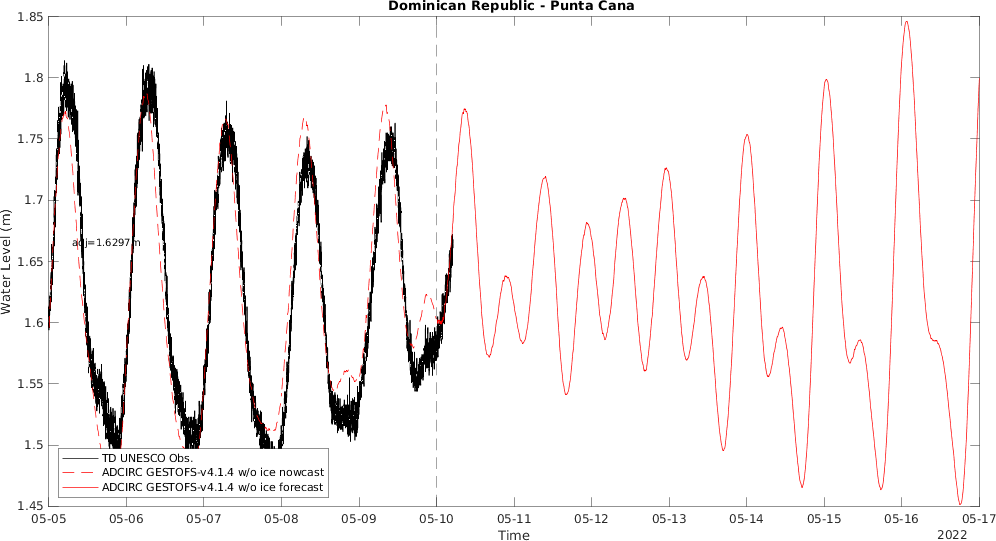 Dominican Republic - Punta Cana
1.85
1.8
1.75
1.7
1.65
1.6
1.55
1.5
1.45
Water Level (m)
adj=1.6297m
TD UNESCO Obs.
ADCIRC GESTOFS-v4.1.4 w/o ice nowcast
ADCIRC GESTOFS-v4.1.4 w/o ice forecast
05-05 05-06 05-07 05-08 05-09 05-10 05-11 05-12 05-13 05-14 05-15 05-16 05-17
Time
2022